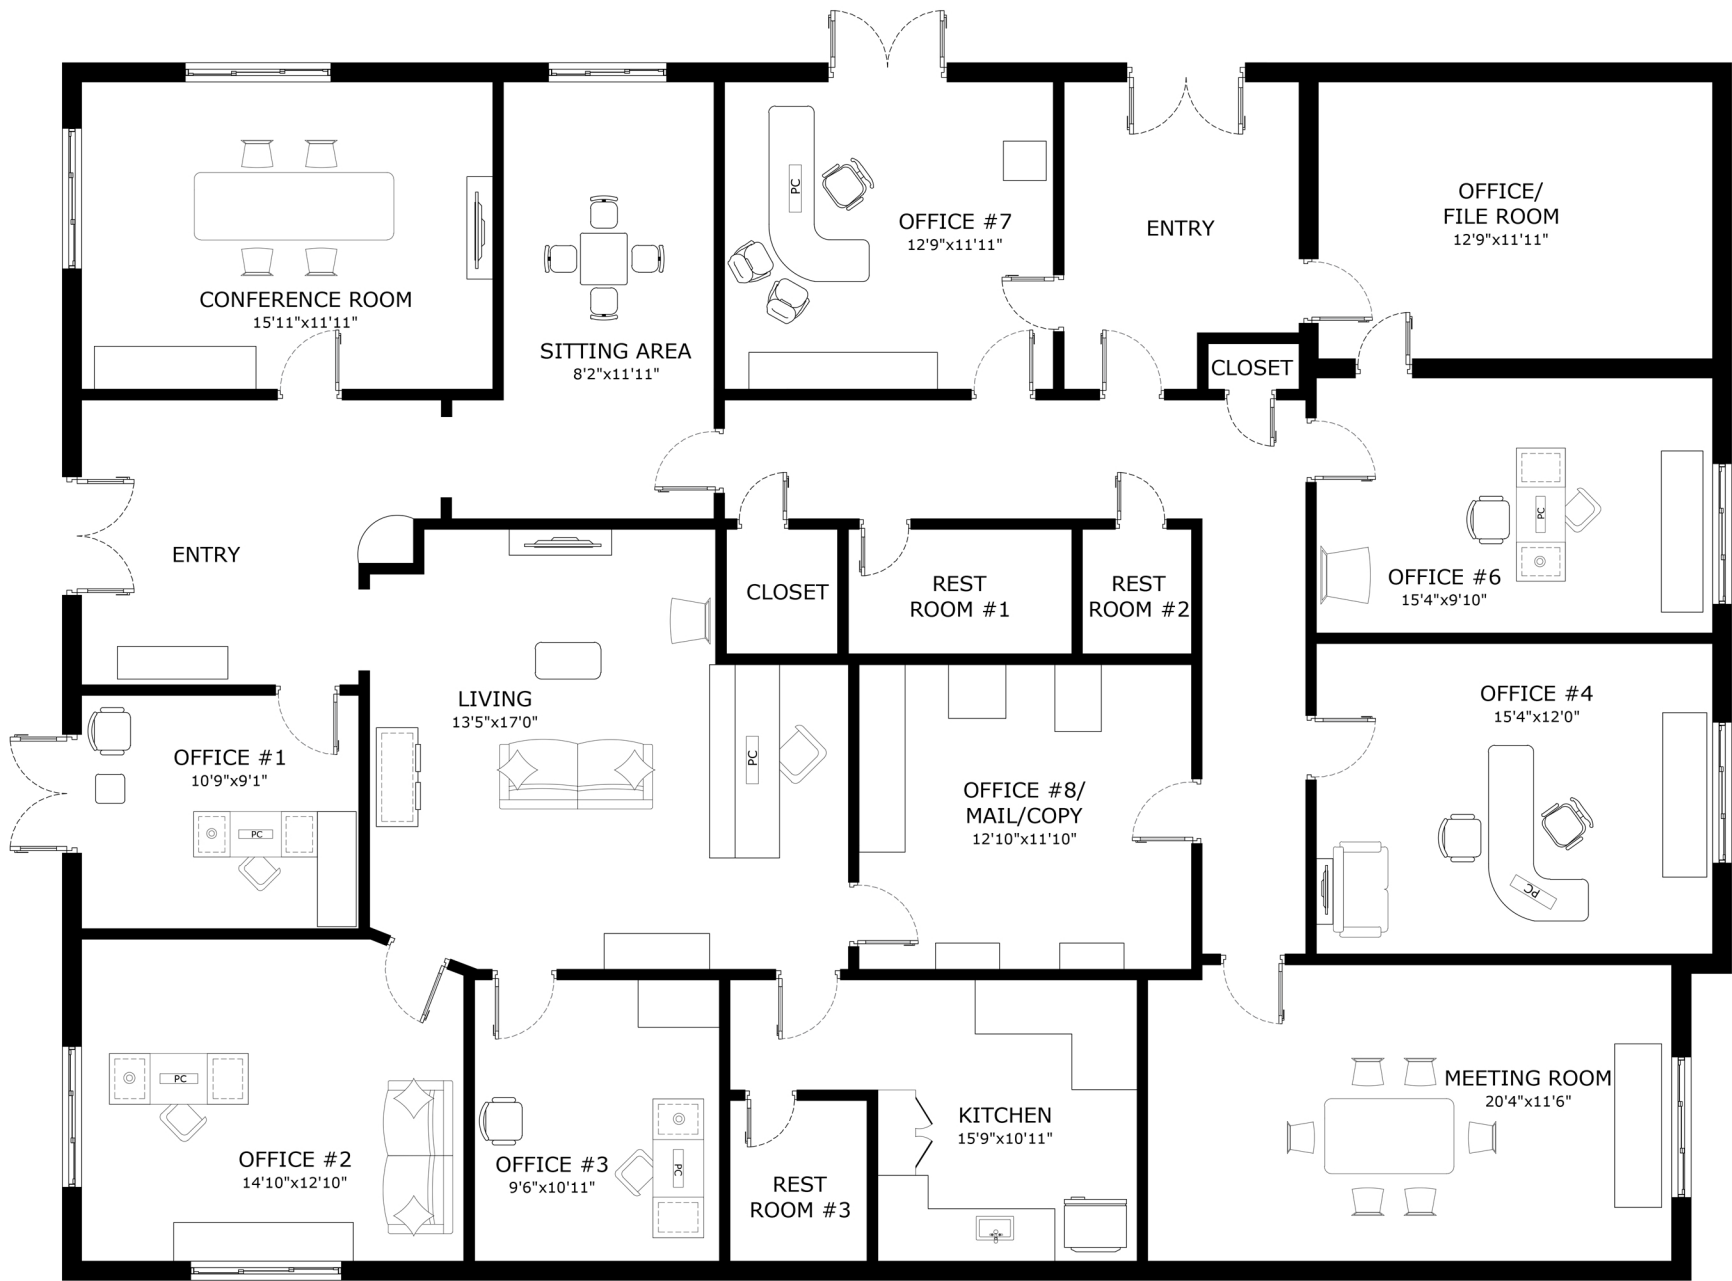 CONFERENCE ROOM
15'11"x11'11"
SITTING AREA
8'2"x11'11"
PC
OFFICE #7
12'9"x11'11"
ENTRY
OFFICE/
FILE ROOM
12'9"x11'11"
CLOSET
ENTRY
CLOSET
REST
ROOM #1
REST
ROOM #2
PC
OFFICE #6
15'4"x9'10"
OFFICE #1
10'9"x9'1"
PC
LIVING
13'5"x17'0"
PC
OFFICE #8/
MAIL/COPY
12'10"x11'10"
OFFICE #4
15'4"x12'0"
PC
PC
OFFICE #2
14'10"x12'10"
OFFICE #3
9'6"x10'11"
PC
REST
ROOM #3
KITCHEN
15'9"x10'11"
MEETING ROOM
20'4"x11'6"